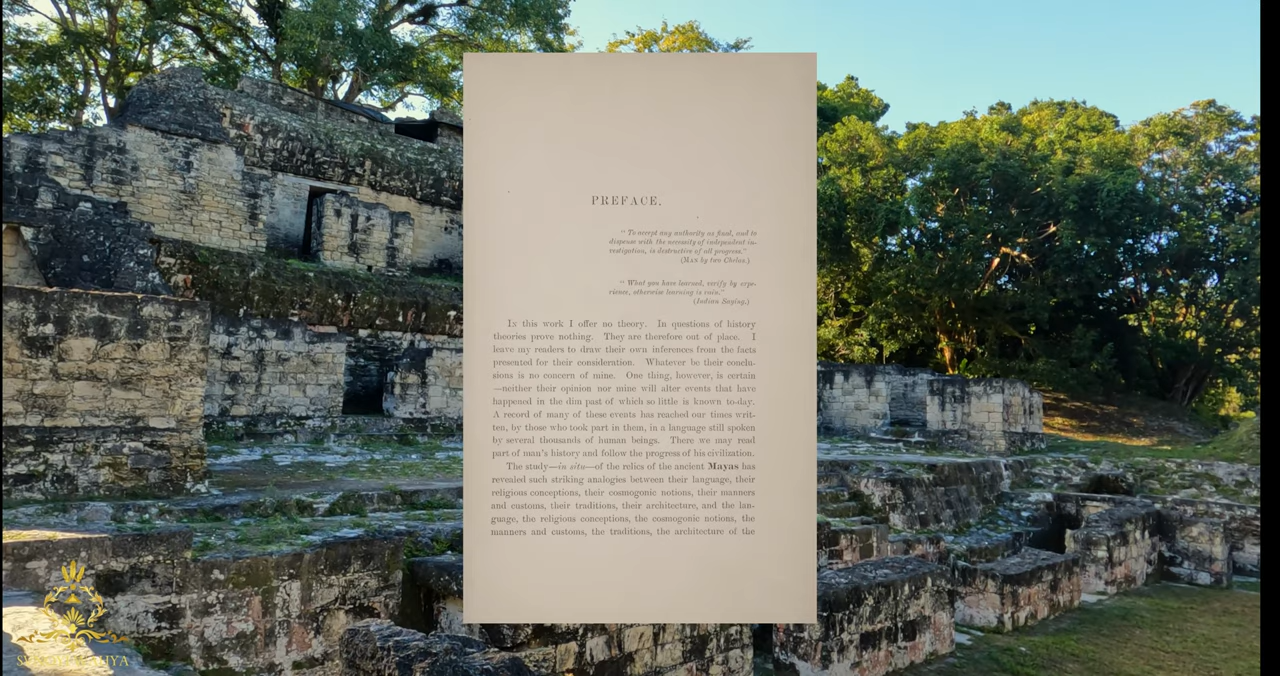 PREFACE.
“ To accept any authority as final, and to
dispense with the necessity of independent in-
vestigation, is destructive of all progress.”
(Man by two Chelas.)
“ What you have learned, verify by expe-
rience, otherwise learning is vain.”
(Indian Saying.)
In this work I offer no theory. In questions of history
theories prove nothing. They are therefore out of place. I
leave my readers to draw their own inferences from the facts
presented for their consideration. Whatever be their conclu-
sions is no concern of mine. One thing, however, is certain
—neither their opinion nor mine will alter events that have
happened in the dim past of which so little is known to-day.
A record of many of these events has reached our times writ-
ten, by those who took part in them, in a language still spoken
by several thousands of human beings. There we may read
part of man's history and follow the progress of his civilization.
The study—in situ—of the relics of the ancient Mayas has
revealed such striking analogies between their language, their
religious conceptions, their cosmogonic notions, their manners
and customs, their traditions, their architecture, and the lan-
guage, the religious conceptions, the cosmogonic notions, the
manners and customs, the traditions, the architecture of the